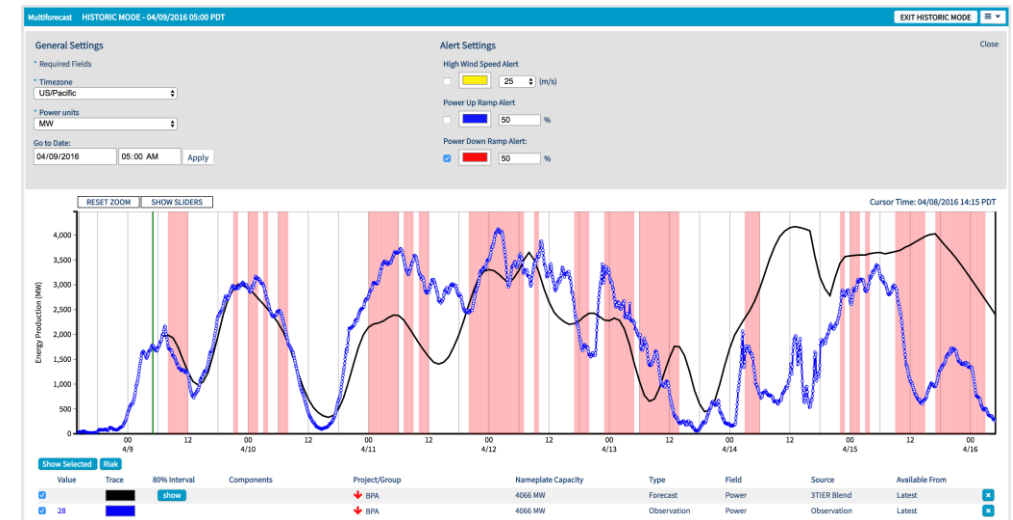 Multiforecast HISTORIC MODE - 04/09/2016 05:00 PDT EXIT HISTORIC MODE
General Settings Alert Settings Close
* Required Fields High Wind Speed Alert
* Timezone 25 (m/s)
US/Pacific
* Power units Power Up Ramp Alert
MW 50 %
Go to Date: Power Down Ramp Alert:
04/09/2016 05:00 AM Apply 50 %
RESET ZOOM SHOW SLIDERS Cursor Time: 04/08/2016 14:15 PDT
Energy Production (MW)
4,000
3,500
3,000
2,500
2,000
1,500
1,000
500
0
00 12 00 12 00 12 00 12 00 12 00 12 00 12 00
4/9 4/10 4/11 4/12 4/13 4/14 4/15 4/16
Show Selected Rlak
Value Trace 80% Interval Components Project/Group Nameplate Capacity Type Field Source Available From
show BPA 4066 MW Forecast Power 3TIER Blend Latest
28 BPA 4066 MW Observation Power Observation Latest